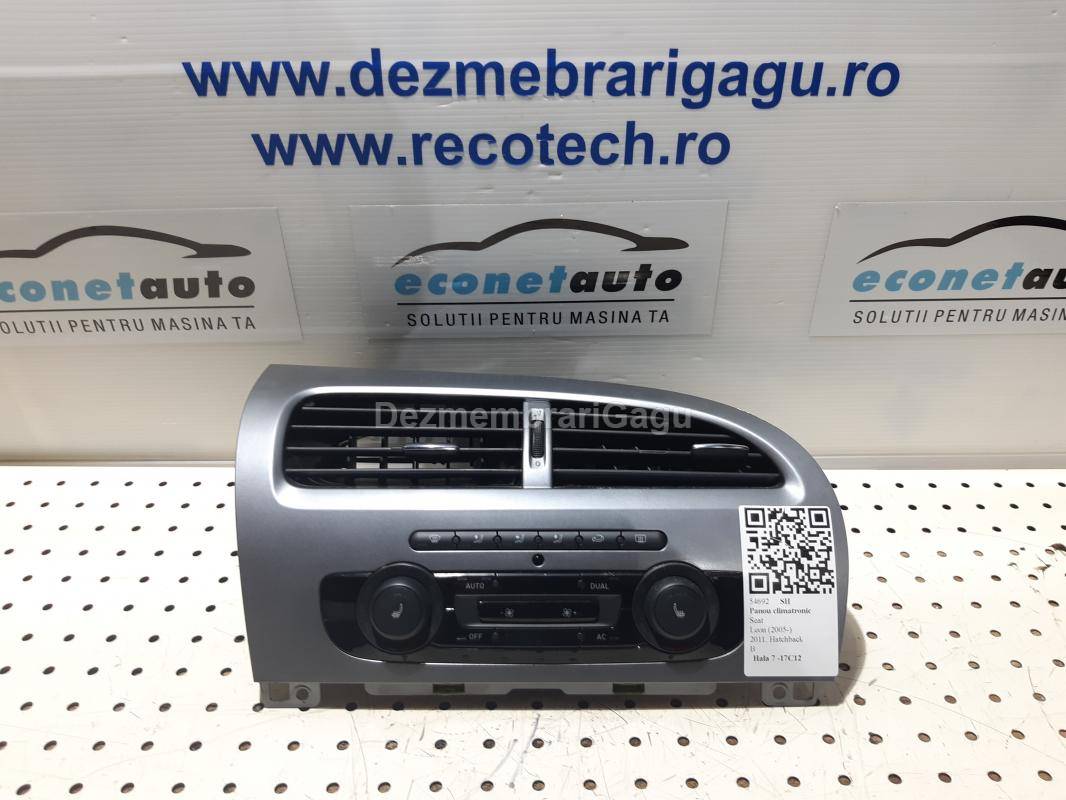 www.dezmebrarigagu.ro
www.recotech.ro
econetauto
SOLUTII PENTRU MASINA TA
econetauto
SOLUTII PENTRU MASINA TA
econetauto
SOLUTII PENTRU MASINA
DezmembrariGagu
AUTO
DUAL
OFF
AC
54692 SH
Panou climatronic
Seat
Leon (2005-)
2011, Hatchback
B
Hala 7 -17C12